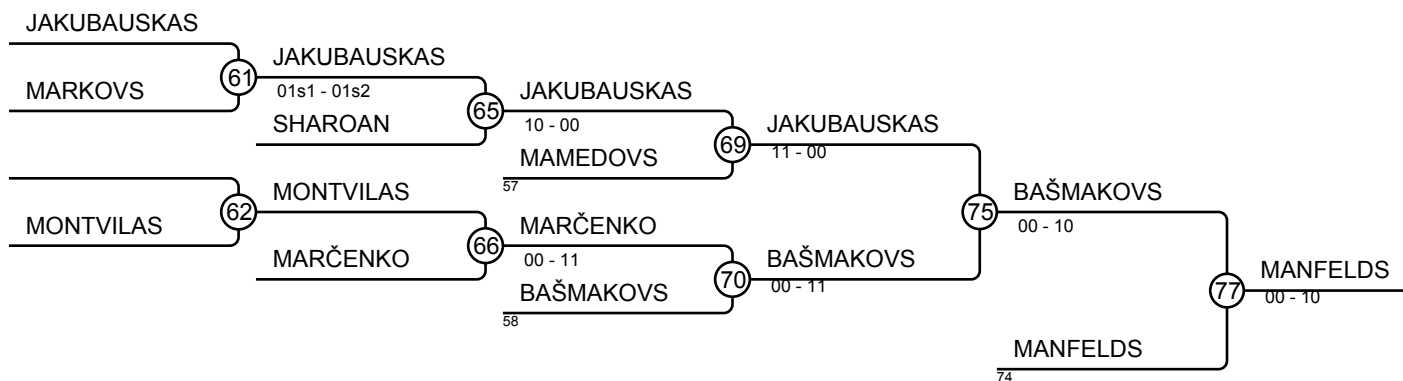 JAKUBAUSKAS
61
JAKUBAUSKAS
MARKOVS
01s1 - 01s2
65
JAKUBAUSKAS
SHAROAN
10 - 00
69
JAKUBAUSKAS
MAMEDOVS
11 - 00
57
MONTVILAS
62
MONTVILAS
66
MARČENKO
MARČENKO
00 - 11
70
BAŠMAKOVS
BAŠMAKOVS
00 - 11
58
75
BAŠMAKOVS
00 - 10
77
MANFELDS
00 - 10
MANFELDS
74